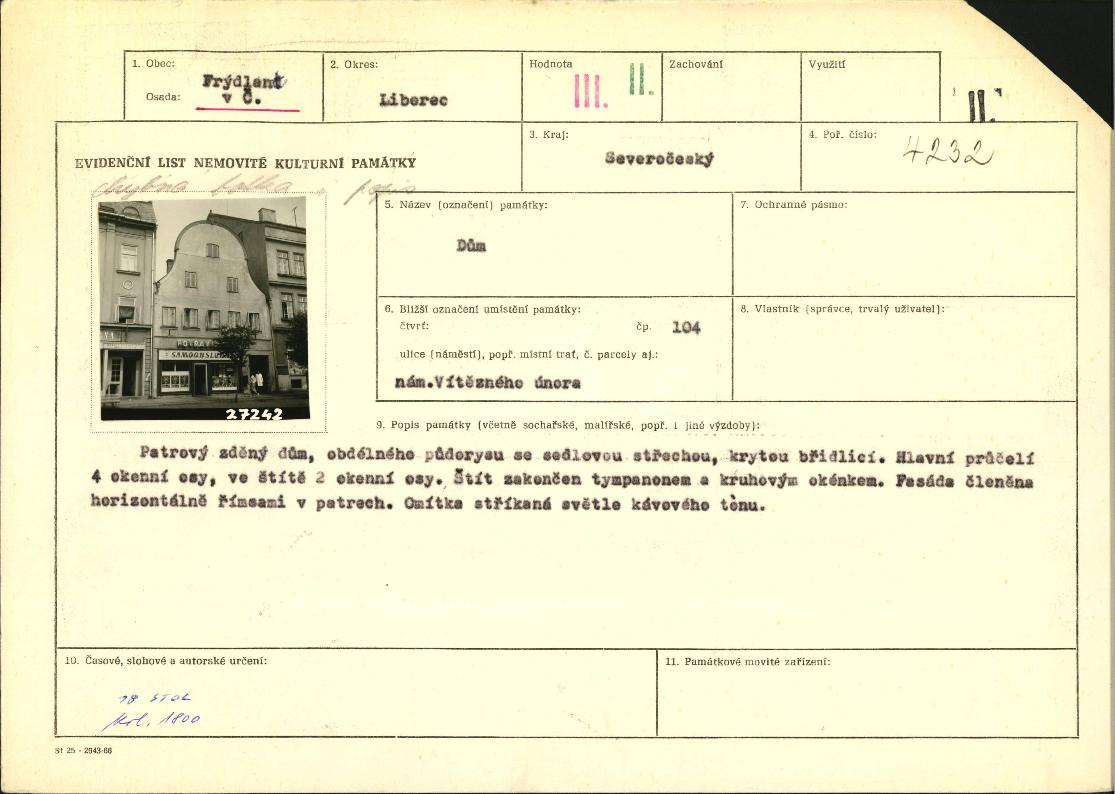 1. Obec: Frýdlant
Osada: v Č.
2. Okres:
Liberec
Hodnota
III. II.
Zachování
Využití
II.
EVIDENČNÍ LIST NEMOVITÉ KULTURNÍ PAMÁTKY
3. Kraj:
Severočeský
4. Poř. číslo:
4232
chybná fotka a popis
SAMOOBSLU
27242
5. Název (označení) památky:
Dům
7. Ochranné pásmo:
6. Bližší označení umístění památky:
čtvrť: čp. 104
ulice (náměstí), popř. místní trať, č. parcely aj.:
nám.Vítězného února
8. Vlastník (správce, trvalý uživatel):
9. Popis památky (včetně sochařské, malířské, popř. i jiné výzdoby):
Patrový zděný dům, obdélného půdorysu se sedlovou střechou, krytou břidlicí. Hlavní průčelí
4 okenní osy, ve štítě 2 okenní osy. Štít zakončen tympanonem a kruhovým okénkem. Fasáda členěna
horizontálně římsami v patrech. Omítka stříkaná světle kávového tónu.
10. Časové, slohové a autorské určení:
18 STOL
kol. 1800
11. Památkové movité zařízení:
St 25 - 2643-66